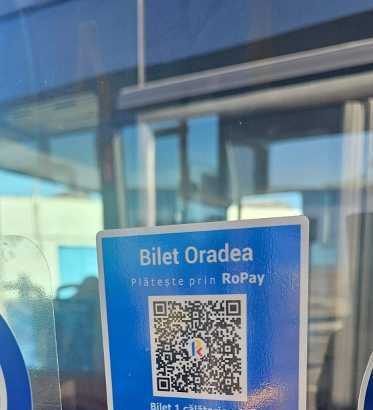 Bilet Oradea
Plătește prin RoPay
Bilet 1